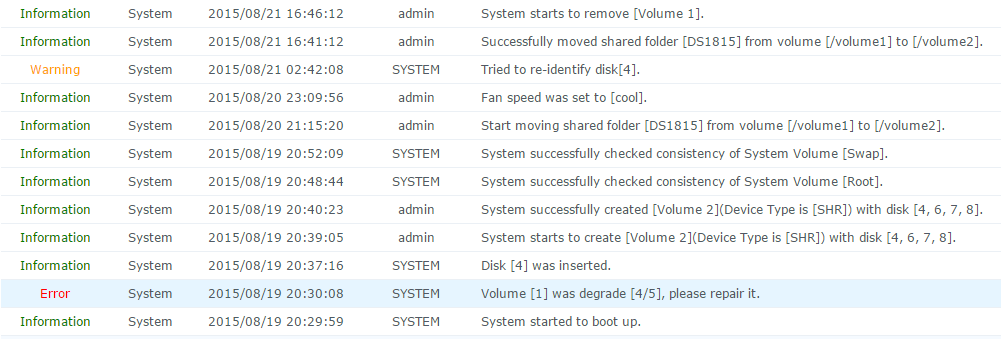 Information System 2015/08/21 16:46:12 admin System starts to remove [Volume 1].
Information System 2015/08/21 16:41:12 admin Successfully moved shared folder [DS1815] from volume [/volume1] to [/volume2].
Warning System 2015/08/21 02:42:08 SYSTEM Tried to re-identify disk[4].
Information System 2015/08/20 23:09:56 admin Fan speed was set to [cool].
Information System 2015/08/20 21:15:20 admin Start moving shared folder [DS1815] from volume [/volume1] to [/volume2].
Information System 2015/08/19 20:52:09 SYSTEM System successfully checked consistency of System Volume [Swap].
Information System 2015/08/19 20:48:44 SYSTEM System successfully checked consistency of System Volume [Root].
Information System 2015/08/19 20:40:23 admin System successfully created [Volume 2](Device Type is [SHR]) with disk [4, 6, 7, 8].
Information System 2015/08/19 20:39:05 admin System starts to create [Volume 2](Device Type is [SHR]) with disk [4, 6, 7, 8].
Information System 2015/08/19 20:37:16 SYSTEM Disk [4] was inserted.
Error System 2015/08/19 20:30:08 SYSTEM Volume [1] was degrade [4/5], please repair it.
Information System 2015/08/19 20:29:59 SYSTEM System started to boot up.